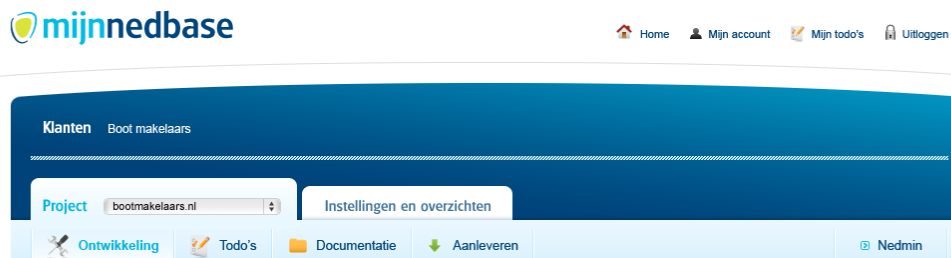 mijnnedbase
Home Mijn account Mijn todo's Uitloggen
Klanten Boot makelaars
Project bootmakelaars.nl Instellingen en overzichten
Ontwikkeling Todo's Documentatie Aanleveren Nedmin